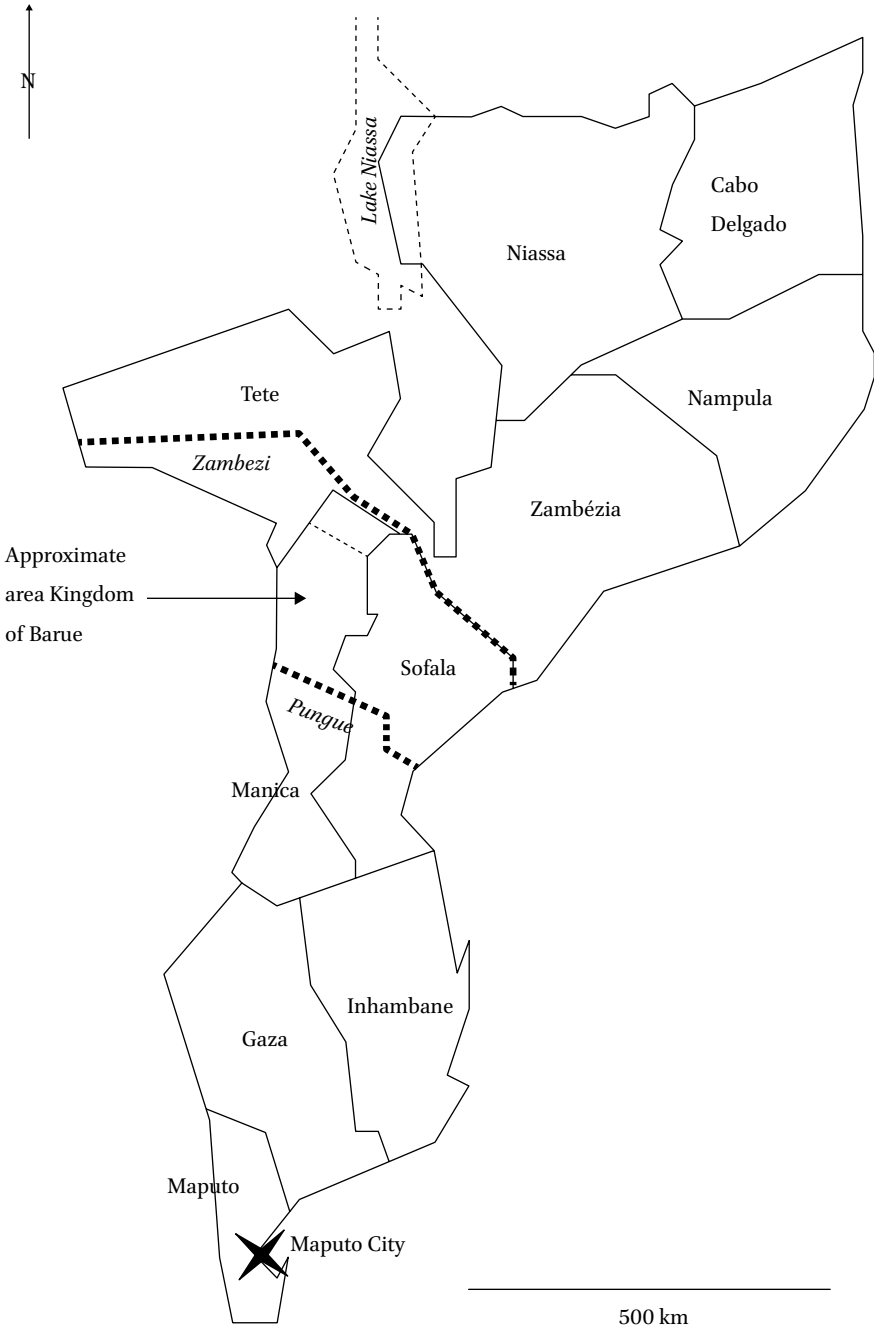 N
Lake Niassa
Cabo
Delgado
Niassa
Tete
Nampula
Zambezi
Zambézia
Approximate
area Kingdom
of Barue
Sofala
Pungue
Manica
Inhambane
Gaza
Maputo
Maputo City
500 km